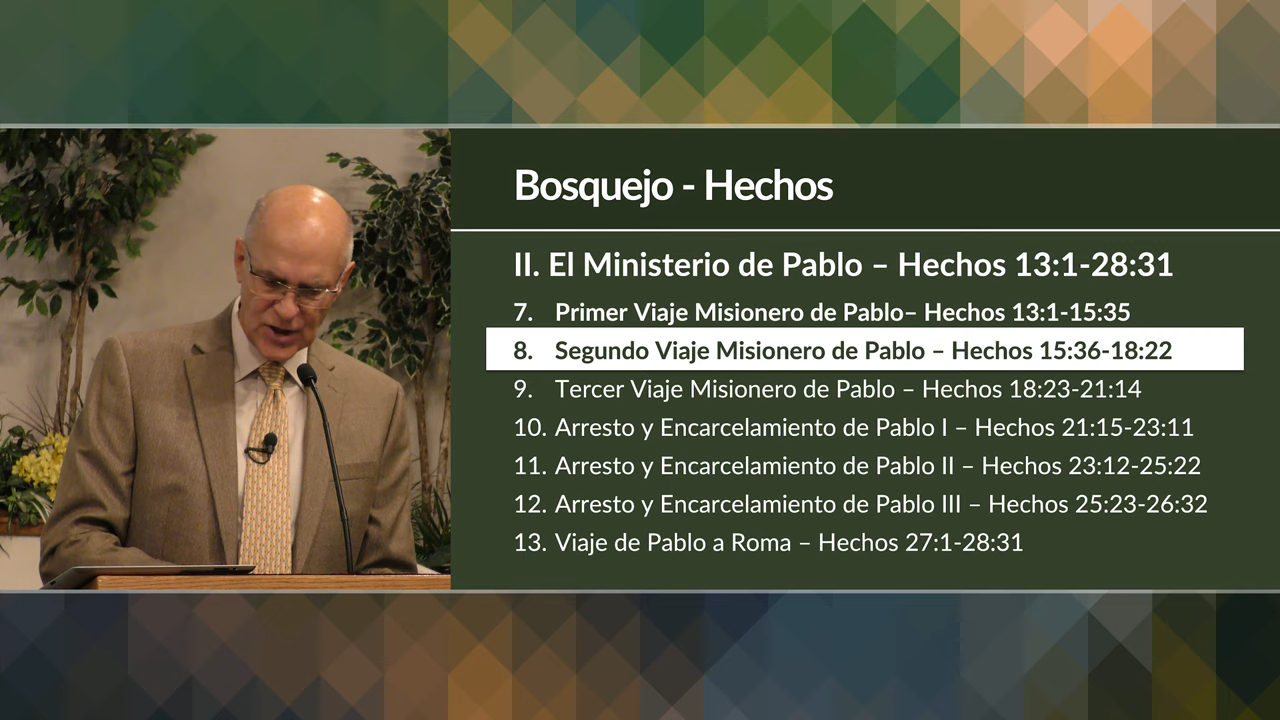 Bosquejo - Hechos
II. El Ministerio de Pablo – Hechos 13:1-28:31
7. Primer Viaje Misionero de Pablo– Hechos 13:1-15:35
8. Segundo Viaje Misionero de Pablo – Hechos 15:36-18:22
9. Tercer Viaje Misionero de Pablo – Hechos 18:23-21:14
10. Arresto y Encarcelamiento de Pablo I – Hechos 21:15-23:11
11. Arresto y Encarcelamiento de Pablo II – Hechos 23:12-25:22
12. Arresto y Encarcelamiento de Pablo III – Hechos 25:23-26:32
13. Viaje de Pablo a Roma – Hechos 27:1-28:31